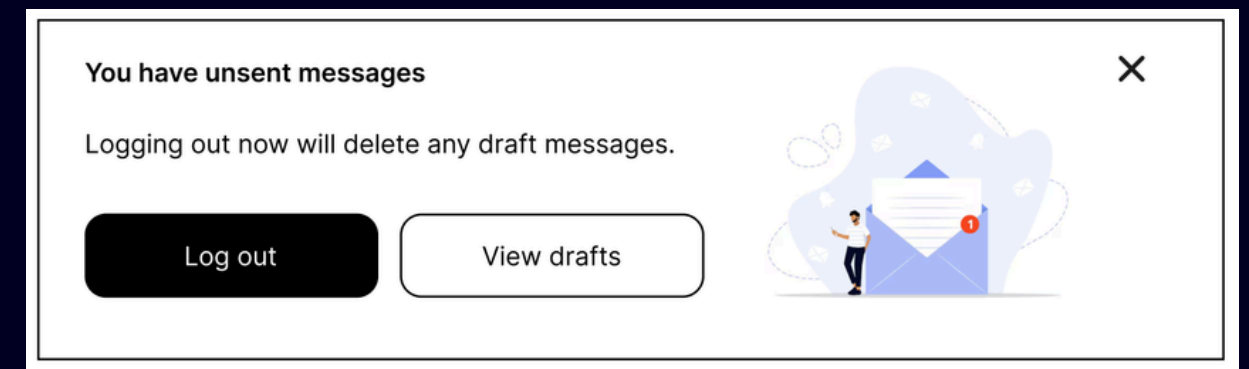 You have unsent messages
Logging out now will delete any draft messages.
Log out
View drafts
1